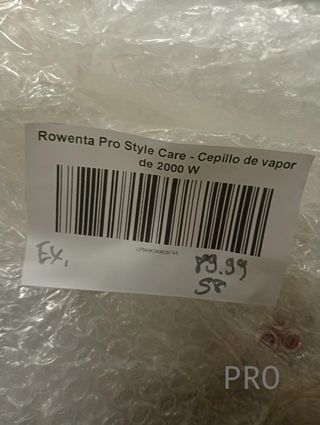 Rowenta Pro Style Care - Cepillo de vapor
de 2000 W
EX.
89.99
58
PRO